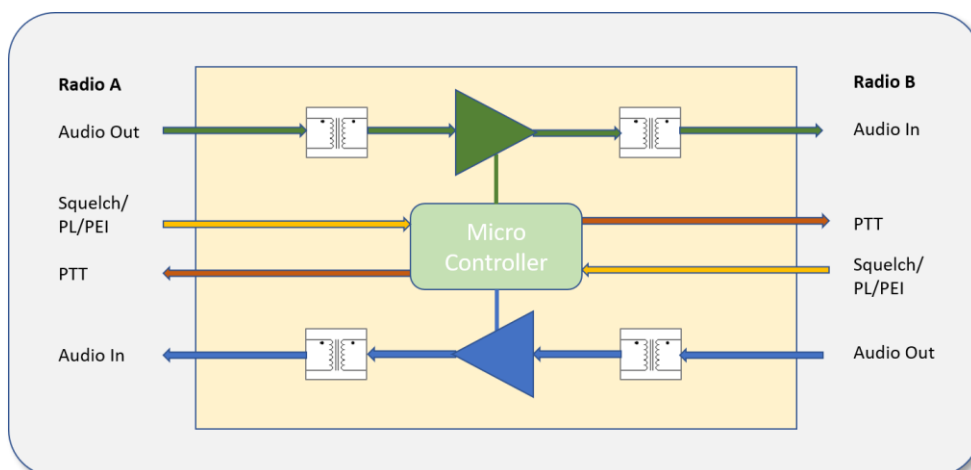 Radio A
Radio B
Audio Out
Audio In
Squelch/
PL/PEI
PTT
Micro
Controller
PTT
Squelch/
PL/PEI
Audio In
Audio Out